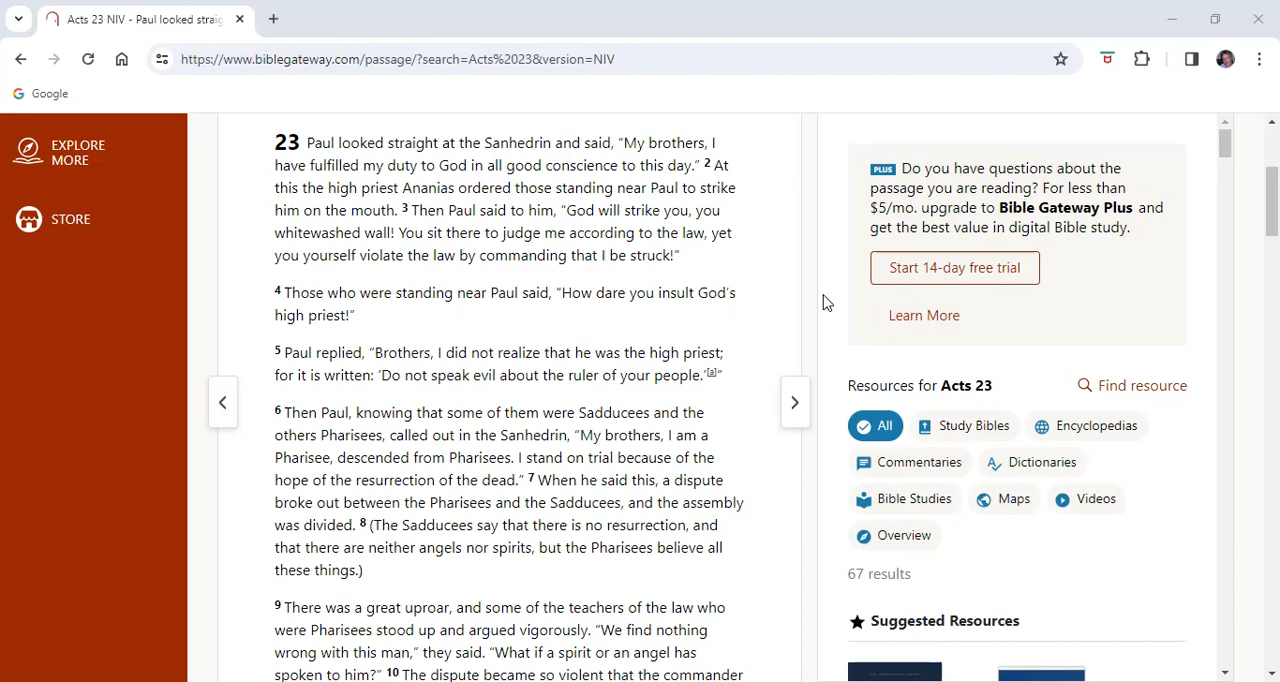 Acts 23 NIV - Paul looked straig
https://www.biblegateway.com/passage/?search=Acts%2023&version=NIV
Google
EXPLORE
MORE
STORE
23 Paul looked straight at the Sanhedrin and said, “My brothers, I
have fulfilled my duty to God in all good conscience to this day.” 2 At
this the high priest Ananias ordered those standing near Paul to strike
him on the mouth. 3 Then Paul said to him, “God will strike you, you
whitewashed wall! You sit there to judge me according to the law, yet
you yourself violate the law by commanding that I be struck!”
4 Those who were standing near Paul said, “How dare you insult God’s
high priest!”
5 Paul replied, “Brothers, I did not realize that he was the high priest;
for it is written: ‘Do not speak evil about the ruler of your people.’[a]”
6 Then Paul, knowing that some of them were Sadducees and the
others Pharisees, called out in the Sanhedrin, “My brothers, I am a
Pharisee, descended from Pharisees. I stand on trial because of the
hope of the resurrection of the dead.” 7 When he said this, a dispute
broke out between the Pharisees and the Sadducees, and the assembly
was divided. 8 (The Sadducees say that there is no resurrection, and
that there are neither angels nor spirits, but the Pharisees believe all
these things.)
9 There was a great uproar, and some of the teachers of the law who
were Pharisees stood up and argued vigorously. “We find nothing
wrong with this man,” they said. “What if a spirit or an angel has
spoken to him?” 10 The dispute became so violent that the commander
PLUS Do you have questions about the
passage you are reading? For less than
$5/mo. upgrade to Bible Gateway Plus and
get the best value in digital Bible study.
Start 14-day free trial
Learn More
Resources for Acts 23 Find resource
All Study Bibles Encyclopedias
Commentaries Dictionaries
Bible Studies Maps Videos
Overview
67 results
Suggested Resources